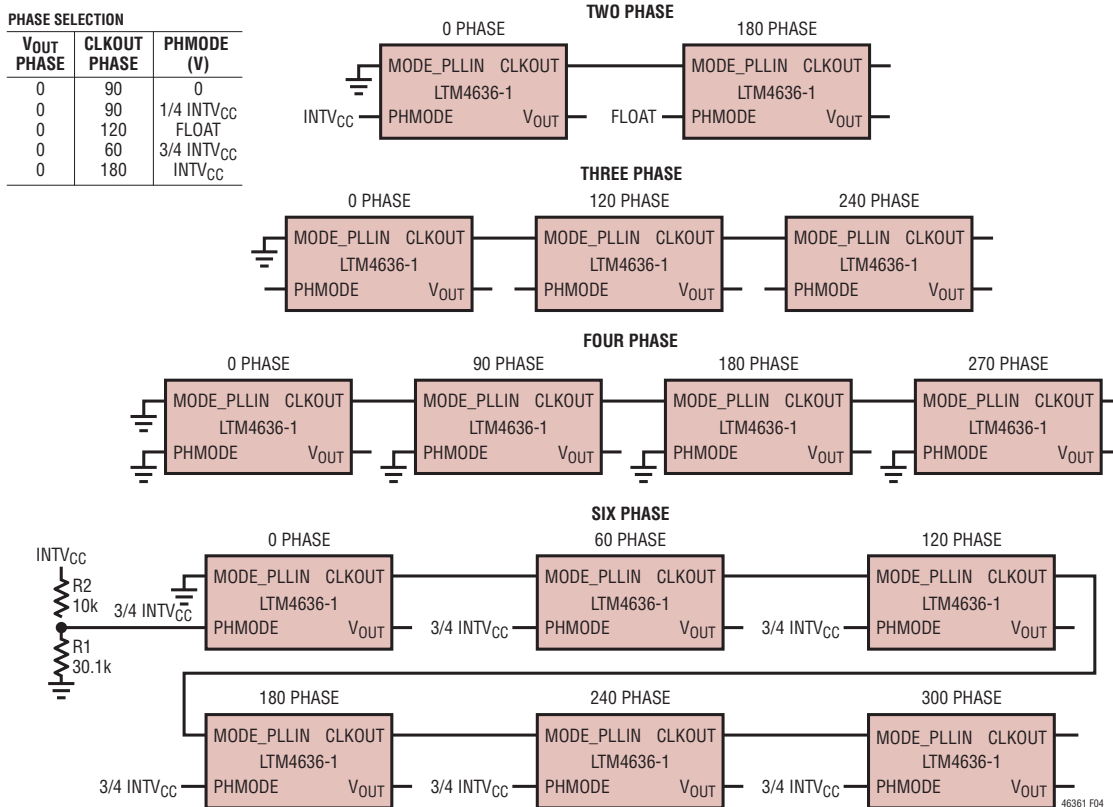 PHASE SELECTION
VOUT PHASE CLKOUT PHASE PHMODE (V)
0 90 0
0 90 1/4 INTVCC
0 120 FLOAT
0 60 3/4 INTVCC
0 180 INTVCC
TWO PHASE
0 PHASE 180 PHASE
MODE_PLLIN CLKOUT MODE_PLLIN CLKOUT
LTM4636-1 LTM4636-1
INTVCC PHMODE VOUT FLOAT PHMODE VOUT
THREE PHASE
0 PHASE 120 PHASE 240 PHASE
MODE_PLLIN CLKOUT MODE_PLLIN CLKOUT MODE_PLLIN CLKOUT
LTM4636-1 LTM4636-1 LTM4636-1
PHMODE VOUT PHMODE VOUT PHMODE VOUT
FOUR PHASE
0 PHASE 90 PHASE 180 PHASE 270 PHASE
MODE_PLLIN CLKOUT MODE_PLLIN CLKOUT MODE_PLLIN CLKOUT MODE_PLLIN CLKOUT
LTM4636-1 LTM4636-1 LTM4636-1 LTM4636-1
PHMODE VOUT PHMODE VOUT PHMODE VOUT PHMODE VOUT
SIX PHASE
0 PHASE 60 PHASE 120 PHASE
INTVCC
R2
10k
3/4 INTVCC
R1
30.1k
MODE_PLLIN CLKOUT MODE_PLLIN CLKOUT MODE_PLLIN CLKOUT
LTM4636-1 LTM4636-1 LTM4636-1
PHMODE VOUT 3/4 INTVCC PHMODE VOUT 3/4 INTVCC PHMODE VOUT
180 PHASE 240 PHASE 300 PHASE
MODE_PLLIN CLKOUT MODE_PLLIN CLKOUT MODE_PLLIN CLKOUT
LTM4636-1 LTM4636-1 LTM4636-1
3/4 INTVCC PHMODE VOUT 3/4 INTVCC PHMODE VOUT 3/4 INTVCC PHMODE VOUT
46361 F04